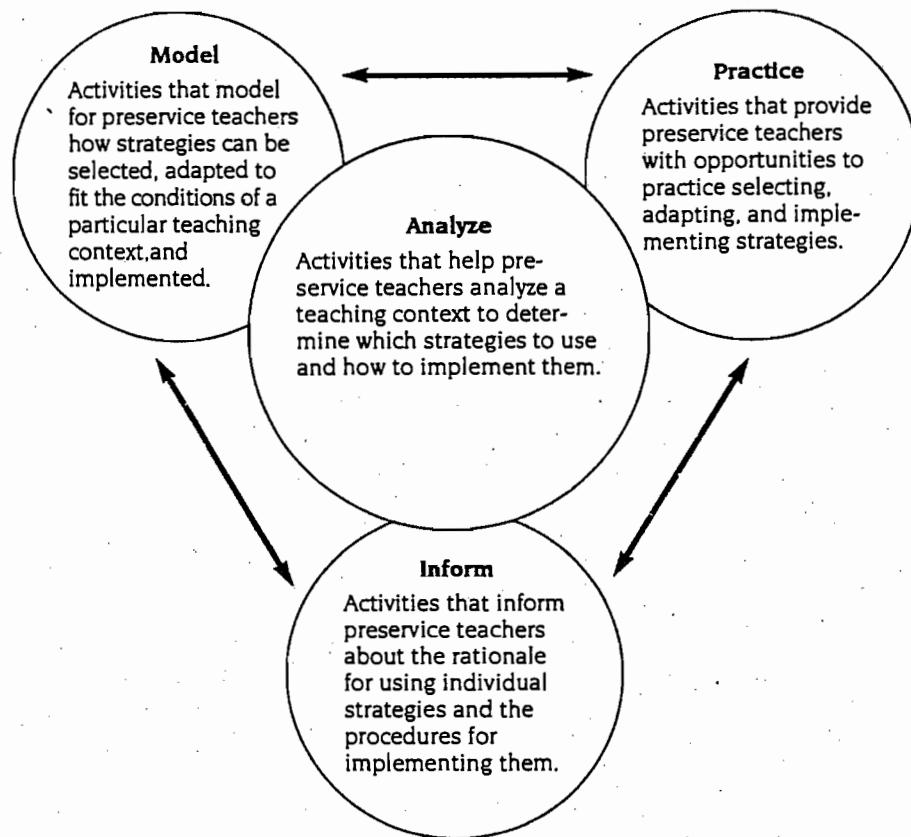 Model
Activities that model
for preservice teachers
how strategies can be
selected, adapted to
fit the conditions of a
particular teaching
context,and
implemented.
Practice
Activities that provide
preservice teachers
with opportunities to
practice selecting,
adapting, and imple-
menting strategies.
Analyze
Activities that help pre-
service teachers analyze a
teaching context to deter-
mine which strategies to use
and how to implement them.
Inform
Activities that inform
preservice teachers
about the rationale
for using individual
strategies and the
procedures for
implementing them.